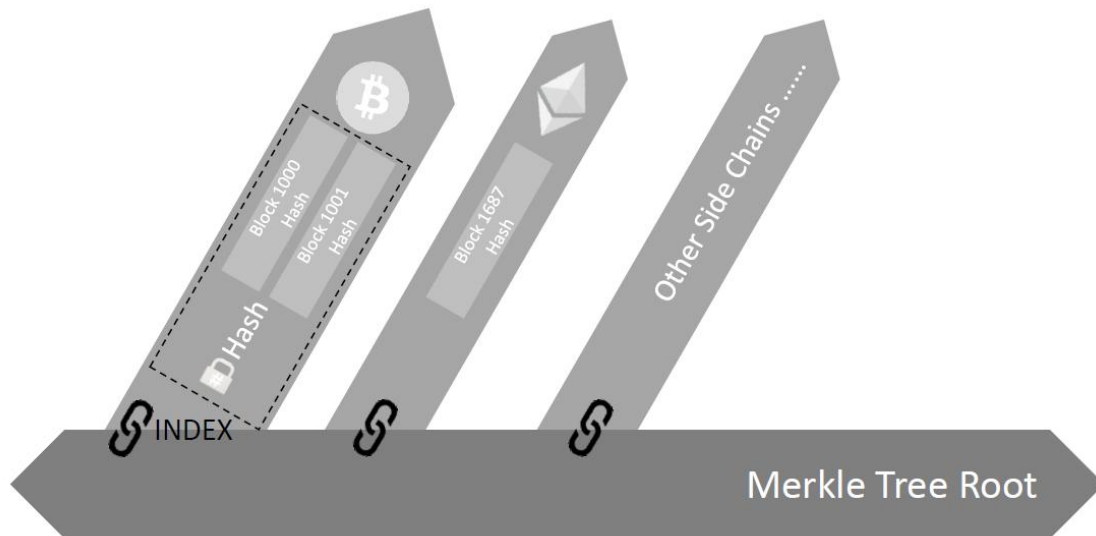 Block 1000
Hash
Block 1001
Hash
Hash
Block 1687
Hash
Other Side Chains ......
INDEX
Merkle Tree Root